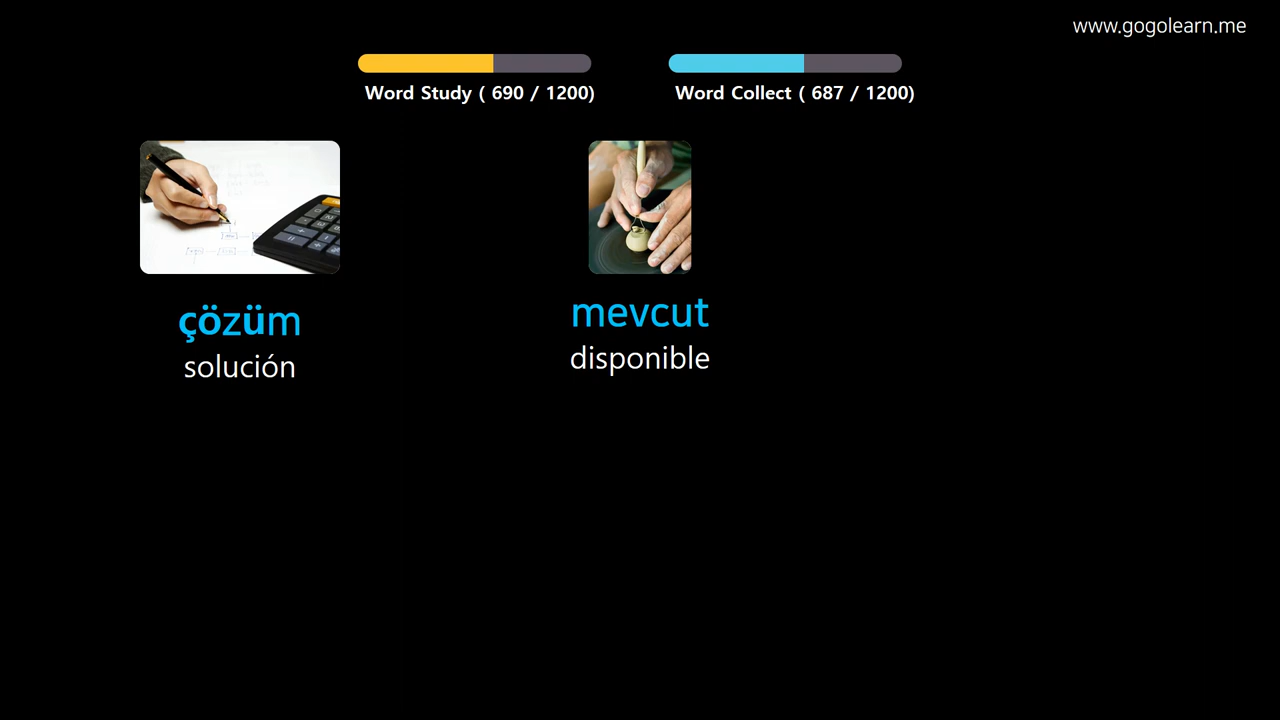 www.gogolearn.me
Word Study ( 690 / 1200)
Word Collect ( 687 / 1200)
çözüm
solución
mevcut
disponible